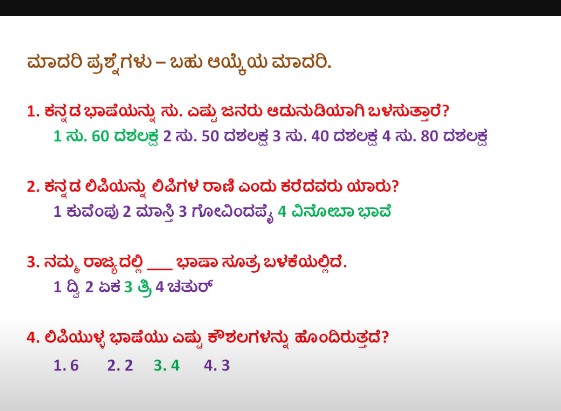 ಮಾದರಿ ಪ್ರಶ್ನೆಗಳು – ಬಹು ಆಯ್ಕೆಯ ಮಾದರಿ.
1. ಕನ್ನಡ ಭಾಷೆಯನ್ನು ಸು. ಎಷ್ಟು ಜನರು ಆಡುನುಡಿಯಾಗಿ ಬಳಸುತ್ತಾರೆ?
1 ಸು. 60 ದಶಲಕ್ಷ 2 ಸು. 50 ದಶಲಕ್ಷ 3 ಸು. 40 ದಶಲಕ್ಷ 4 ಸು. 80 ದಶಲಕ್ಷ
2. ಕನ್ನಡ ಲಿಪಿಯನ್ನು ಲಿಪಿಗಳ ರಾಣಿ ಎಂದು ಕರೆದವರು ಯಾರು?
1 ಕುವೆಂಪು 2 ಮಾಸ್ತಿ 3 ಗೋವಿಂದಪೈ 4 ವಿನೋಬಾ ಭಾವೆ
3. ನಮ್ಮ ರಾಜ್ಯದಲ್ಲಿ ___ ಭಾಷಾ ಸೂತ್ರ ಬಳಕೆಯಲ್ಲಿದೆ.
1 ದ್ವಿ 2 ಏಕ 3 ತ್ರಿ 4 ಚತುರ್
4. ಲಿಪಿಯುಳ್ಳ ಭಾಷೆಯು ಎಷ್ಟು ಕೌಶಲಗಳನ್ನು ಹೊಂದಿರುತ್ತದೆ?
1. 6 2. 2 3. 4 4. 3